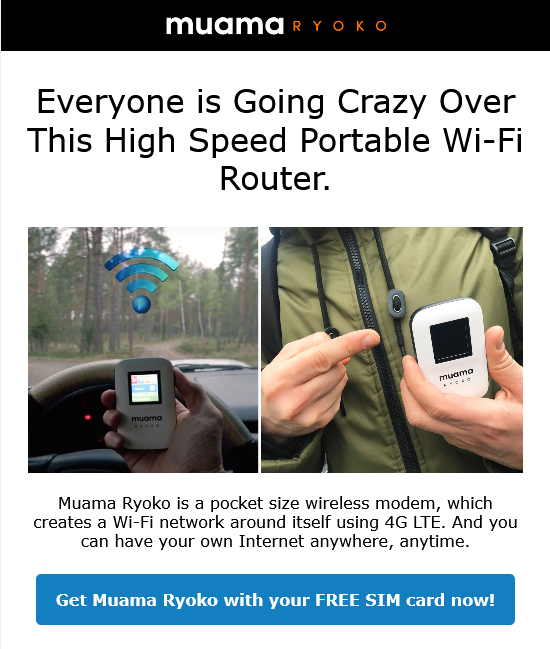 muama RYOKO
Everyone is Going Crazy Over
This High Speed Portable Wi-Fi
Router.
muama
RYOKO
muama
RYOKO
Muama Ryoko is a pocket size wireless modem, which
creates a Wi-Fi network around itself using 4G LTE. And you
can have your own Internet anywhere, anytime.
Get Muama Ryoko with your FREE SIM card now!